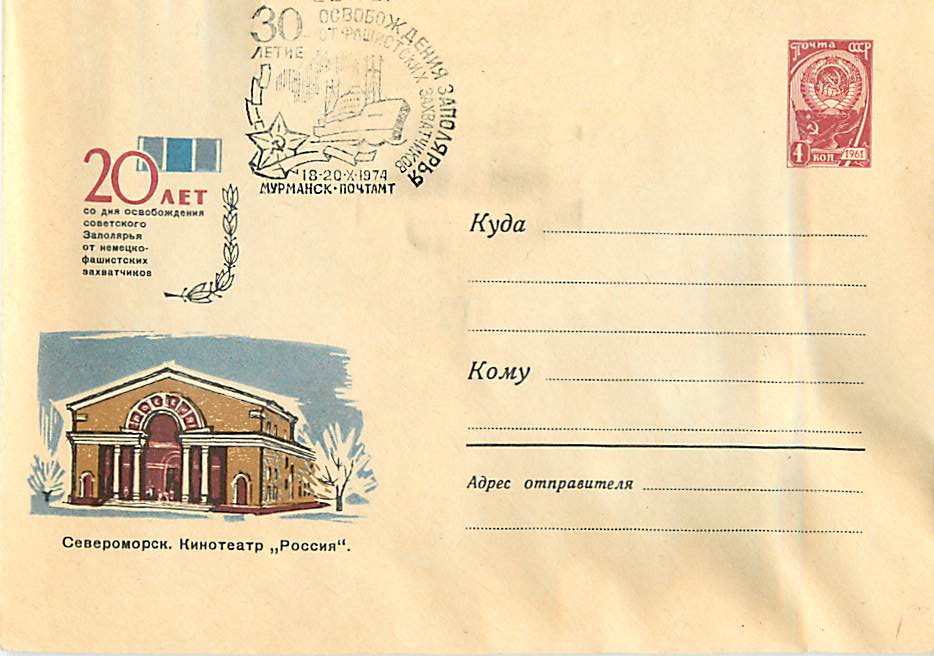 30
ЛЕТИЕ
ОСВОБОЖДЕНИЯ ЗАПОЛЯРЬЯ
ОТ ФАШИСТСКИХ ЗАХВАТЧИКОВ
18-20·X·1974
МУРМАНСК·ПОЧТАМТ
Почта СССР
4 коп 1961
20 ЛЕТ
со дня освобождения
советского
Заполярья
от немецко-
фашистских
захватчиков
Куда
Кому
Адрес отправителя
РОССИЯ
Североморск. Кинотеатр „Россия“.